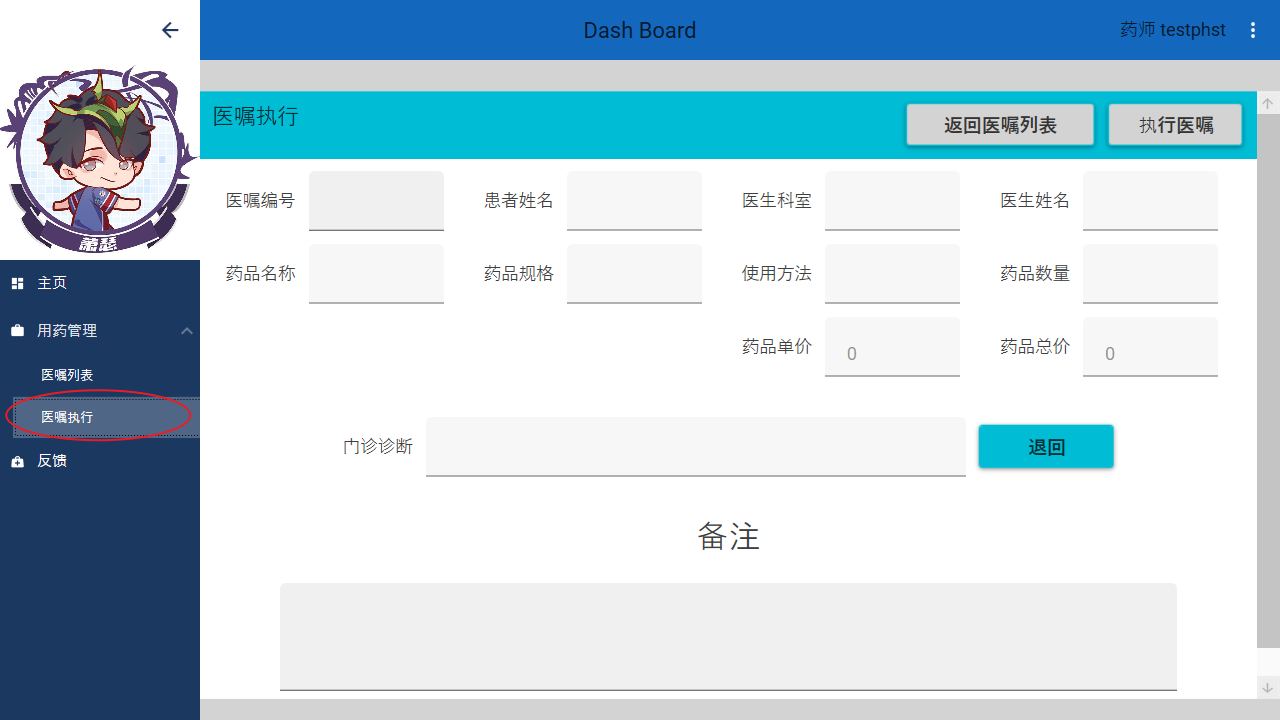 Dash Board
药师 testphst
萧瑟
主页
用药管理
医嘱列表
医嘱执行
反馈
医嘱执行
返回医嘱列表
执行医嘱
医嘱编号
患者姓名
医生科室
医生姓名
药品名称
药品规格
使用方法
药品数量
药品单价
0
药品总价
0
门诊诊断
退回
备注